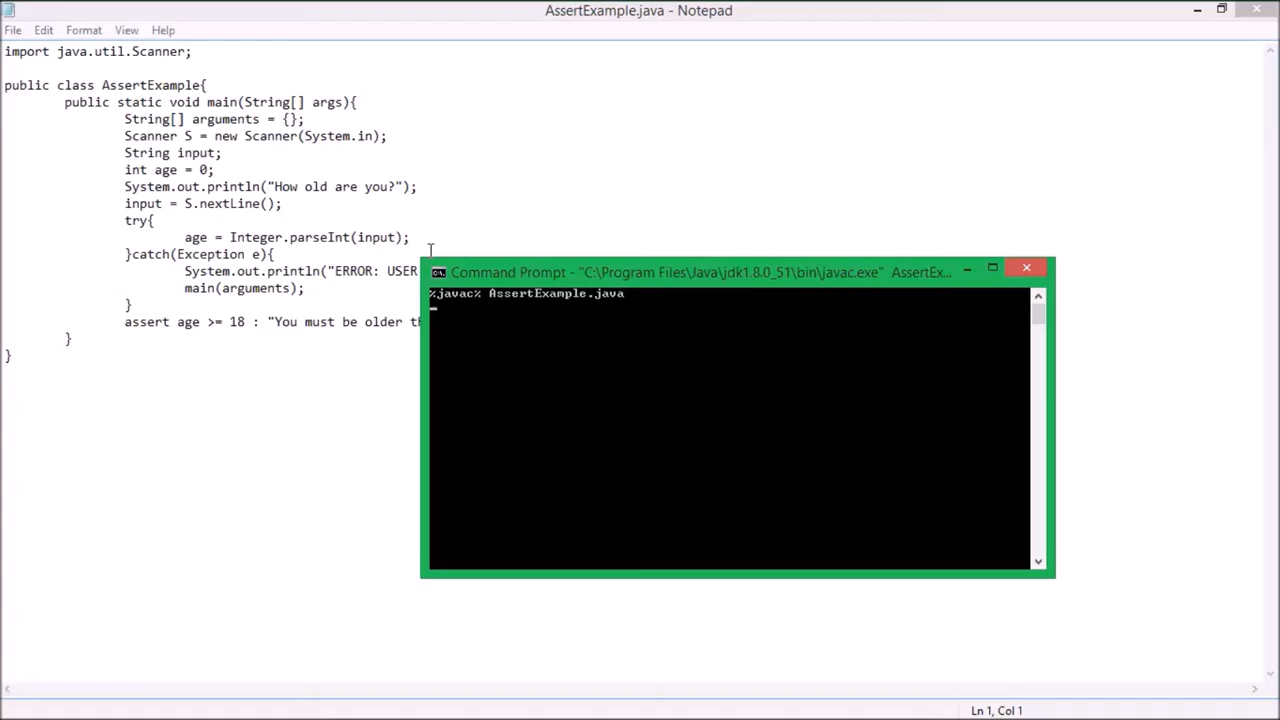 AssertExample.java - Notepad
File Edit Format View Help
import java.util.Scanner;
public class AssertExample{
public static void main(String[] args){
String[] arguments = {};
Scanner S = new Scanner(System.in);
String input;
int age = 0;
System.out.println("How old are you?");
input = S.nextLine();
try{
age = Integer.parseInt(input);
}catch(Exception e){
System.out.println("ERROR: USER
main(arguments);
}
assert age >= 18 : "You must be older
}
}
Command Prompt - "C:\Program Files\Java\jdk1.8.0_51\bin\javac.exe" AssertEx...
%javac% AssertExample.java
Ln 1, Col 1